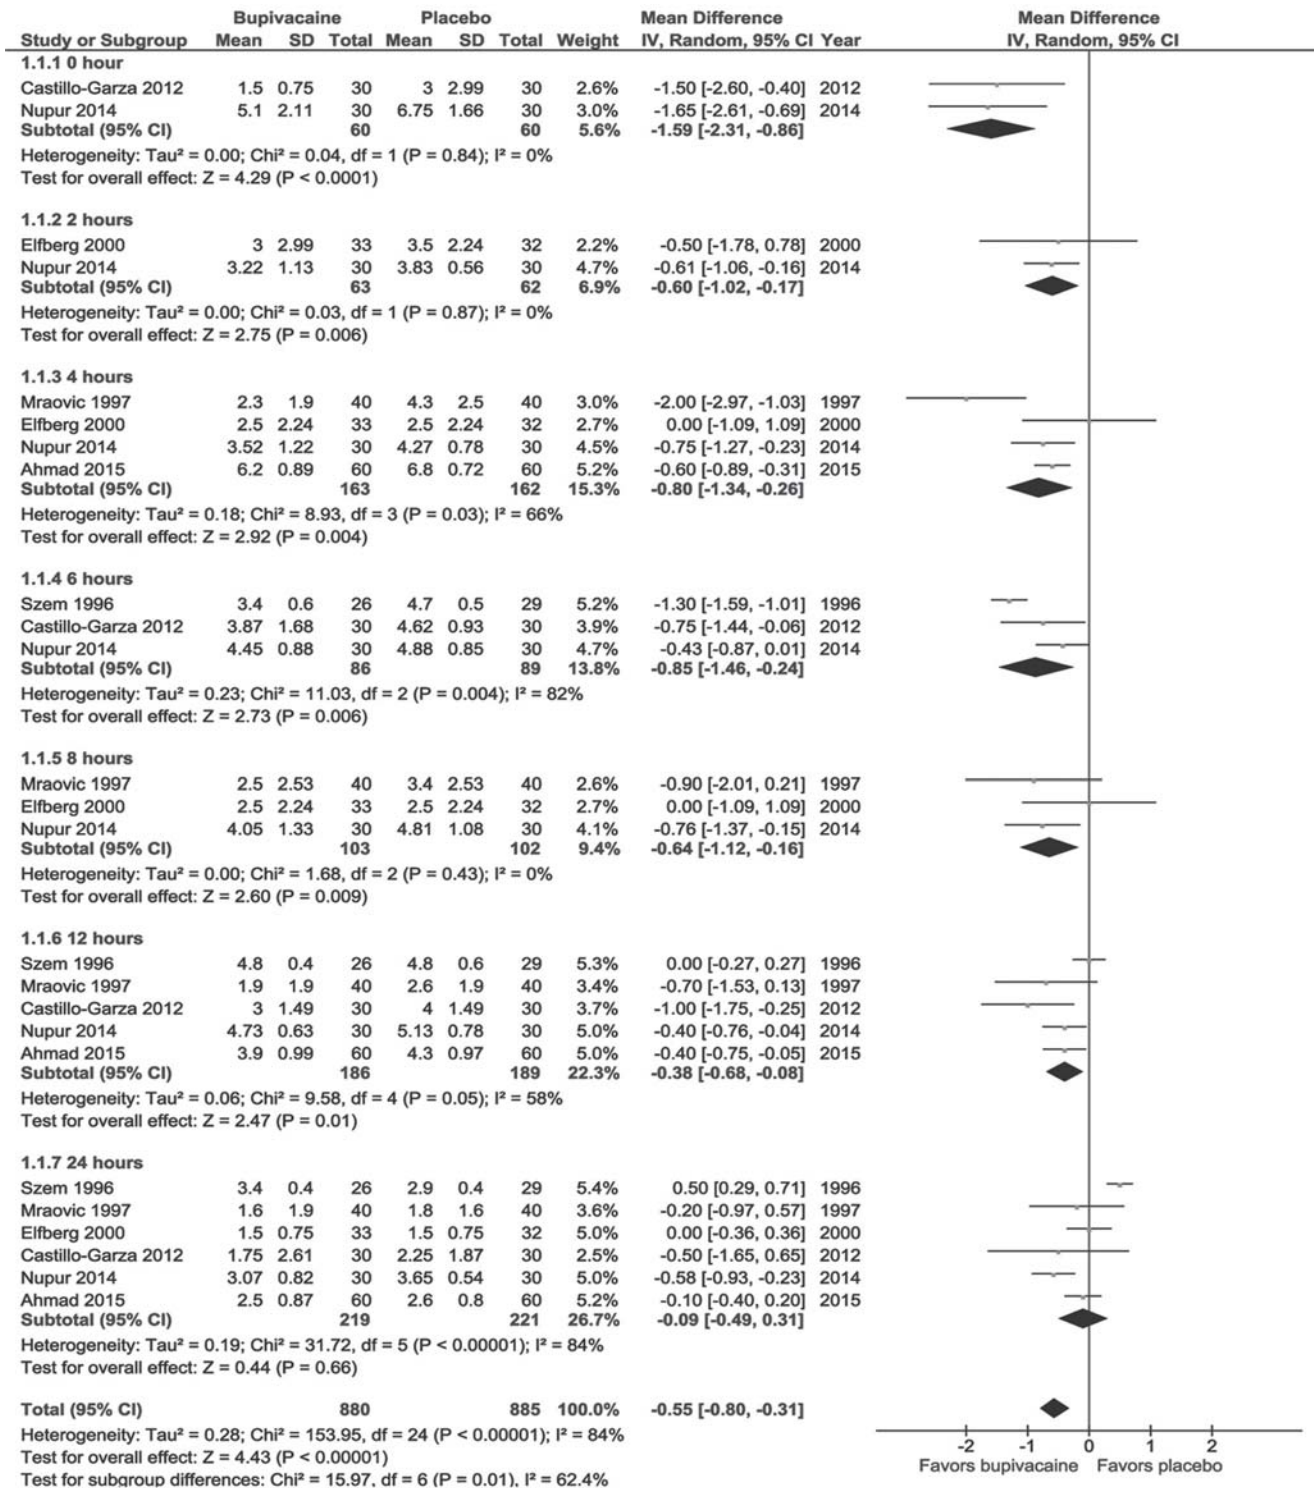 Bupivacaine Placebo Mean Difference Mean Difference
Study or Subgroup Mean SD Total Mean SD Total Weight IV, Random, 95% CI Year IV, Random, 95% CI
1.1.1 0 hour
Castillo-Garza 2012 1.5 0.75 30 3 2.99 30 2.6% -1.50 [-2.60, -0.40] 2012
Nupur 2014 5.1 2.11 30 6.75 1.66 30 3.0% -1.65 [-2.61, -0.69] 2014
Subtotal (95% CI) 60 60 5.6% -1.59 [-2.31, -0.86]
Heterogeneity: Tau² = 0.00; Chi² = 0.04, df = 1 (P = 0.84); I² = 0%
Test for overall effect: Z = 4.29 (P < 0.0001)
1.1.2 2 hours
Elfberg 2000 3 2.99 33 3.5 2.24 32 2.2% -0.50 [-1.78, 0.78] 2000
Nupur 2014 3.22 1.13 30 3.83 0.56 30 4.7% -0.61 [-1.06, -0.16] 2014
Subtotal (95% CI) 63 62 6.9% -0.60 [-1.02, -0.17]
Heterogeneity: Tau² = 0.00; Chi² = 0.03, df = 1 (P = 0.87); I² = 0%
Test for overall effect: Z = 2.75 (P = 0.006)
1.1.3 4 hours
Mraovic 1997 2.3 1.9 40 4.3 2.5 40 3.0% -2.00 [-2.97, -1.03] 1997
Elfberg 2000 2.5 2.24 33 2.5 2.24 32 2.7% 0.00 [-1.09, 1.09] 2000
Nupur 2014 3.52 1.22 30 4.27 0.78 30 4.5% -0.75 [-1.27, -0.23] 2014
Ahmad 2015 6.2 0.89 60 6.8 0.72 60 5.2% -0.60 [-0.89, -0.31] 2015
Subtotal (95% CI) 163 162 15.3% -0.80 [-1.34, -0.26]
Heterogeneity: Tau² = 0.18; Chi² = 8.93, df = 3 (P = 0.03); I² = 66%
Test for overall effect: Z = 2.92 (P = 0.004)
1.1.4 6 hours
Szem 1996 3.4 0.6 26 4.7 0.5 29 5.2% -1.30 [-1.59, -1.01] 1996
Castillo-Garza 2012 3.87 1.68 30 4.62 0.93 30 3.9% -0.75 [-1.44, -0.06] 2012
Nupur 2014 4.45 0.88 30 4.88 0.85 30 4.7% -0.43 [-0.87, 0.01] 2014
Subtotal (95% CI) 86 89 13.8% -0.85 [-1.46, -0.24]
Heterogeneity: Tau² = 0.23; Chi² = 11.03, df = 2 (P = 0.004); I² = 82%
Test for overall effect: Z = 2.73 (P = 0.006)
1.1.5 8 hours
Mraovic 1997 2.5 2.53 40 3.4 2.53 40 2.6% -0.90 [-2.01, 0.21] 1997
Elfberg 2000 2.5 2.24 33 2.5 2.24 32 2.7% 0.00 [-1.09, 1.09] 2000
Nupur 2014 4.05 1.33 30 4.81 1.08 30 4.1% -0.76 [-1.37, -0.15] 2014
Subtotal (95% CI) 103 102 9.4% -0.64 [-1.12, -0.16]
Heterogeneity: Tau² = 0.00; Chi² = 1.68, df = 2 (P = 0.43); I² = 0%
Test for overall effect: Z = 2.60 (P = 0.009)
1.1.6 12 hours
Szem 1996 4.8 0.4 26 4.8 0.6 29 5.3% 0.00 [-0.27, 0.27] 1996
Mraovic 1997 1.9 1.9 40 2.6 1.9 40 3.4% -0.70 [-1.53, 0.13] 1997
Castillo-Garza 2012 3 1.49 30 4 1.49 30 3.7% -1.00 [-1.75, -0.25] 2012
Nupur 2014 4.73 0.63 30 5.13 0.78 30 5.0% -0.40 [-0.76, -0.04] 2014
Ahmad 2015 3.9 0.99 60 4.3 0.97 60 5.0% -0.40 [-0.75, -0.05] 2015
Subtotal (95% CI) 186 189 22.3% -0.38 [-0.68, -0.08]
Heterogeneity: Tau² = 0.06; Chi² = 9.58, df = 4 (P = 0.05); I² = 58%
Test for overall effect: Z = 2.47 (P = 0.01)
1.1.7 24 hours
Szem 1996 3.4 0.4 26 2.9 0.4 29 5.4% 0.50 [0.29, 0.71] 1996
Mraovic 1997 1.6 1.9 40 1.8 1.6 40 3.6% -0.20 [-0.97, 0.57] 1997
Elfberg 2000 1.5 0.75 33 1.5 0.75 32 5.0% 0.00 [-0.36, 0.36] 2000
Castillo-Garza 2012 1.75 2.61 30 2.25 1.87 30 2.5% -0.50 [-1.65, 0.65] 2012
Nupur 2014 3.07 0.82 30 3.65 0.54 30 5.0% -0.58 [-0.93, -0.23] 2014
Ahmad 2015 2.5 0.87 60 2.6 0.8 60 5.2% -0.10 [-0.40, 0.20] 2015
Subtotal (95% CI) 219 221 26.7% -0.09 [-0.49, 0.31]
Heterogeneity: Tau² = 0.19; Chi² = 31.72, df = 5 (P < 0.00001); I² = 84%
Test for overall effect: Z = 0.44 (P = 0.66)
Total (95% CI) 880 885 100.0% -0.55 [-0.80, -0.31]
Heterogeneity: Tau² = 0.28; Chi² = 153.95, df = 24 (P < 0.00001); I² = 84%
Test for overall effect: Z = 4.43 (P < 0.00001)
Test for subgroup differences: Chi² = 15.97, df = 6 (P = 0.01), I² = 62.4%
-2 -1 0 1 2
Favors bupivacaine Favors placebo